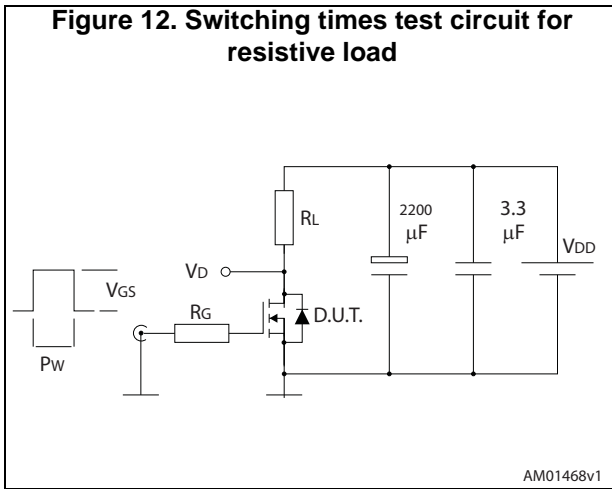 Figure 12. Switching times test circuit for
resistive load
RL
2200
μF
3.3
μF
VDD
VD
VGS
RG
D.U.T.
PW
AM01468v1